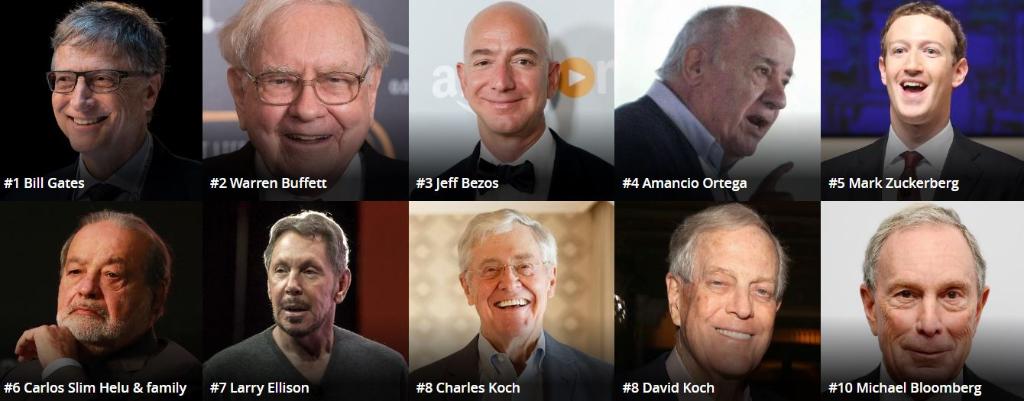 #1 Bill Gates
#2 Warren Buffett
#3 Jeff Bezos
#4 Amancio Ortega
#5 Mark Zuckerberg
#6 Carlos Slim Helu & family
#7 Larry Ellison
#8 Charles Koch
#8 David Koch
#10 Michael Bloomberg